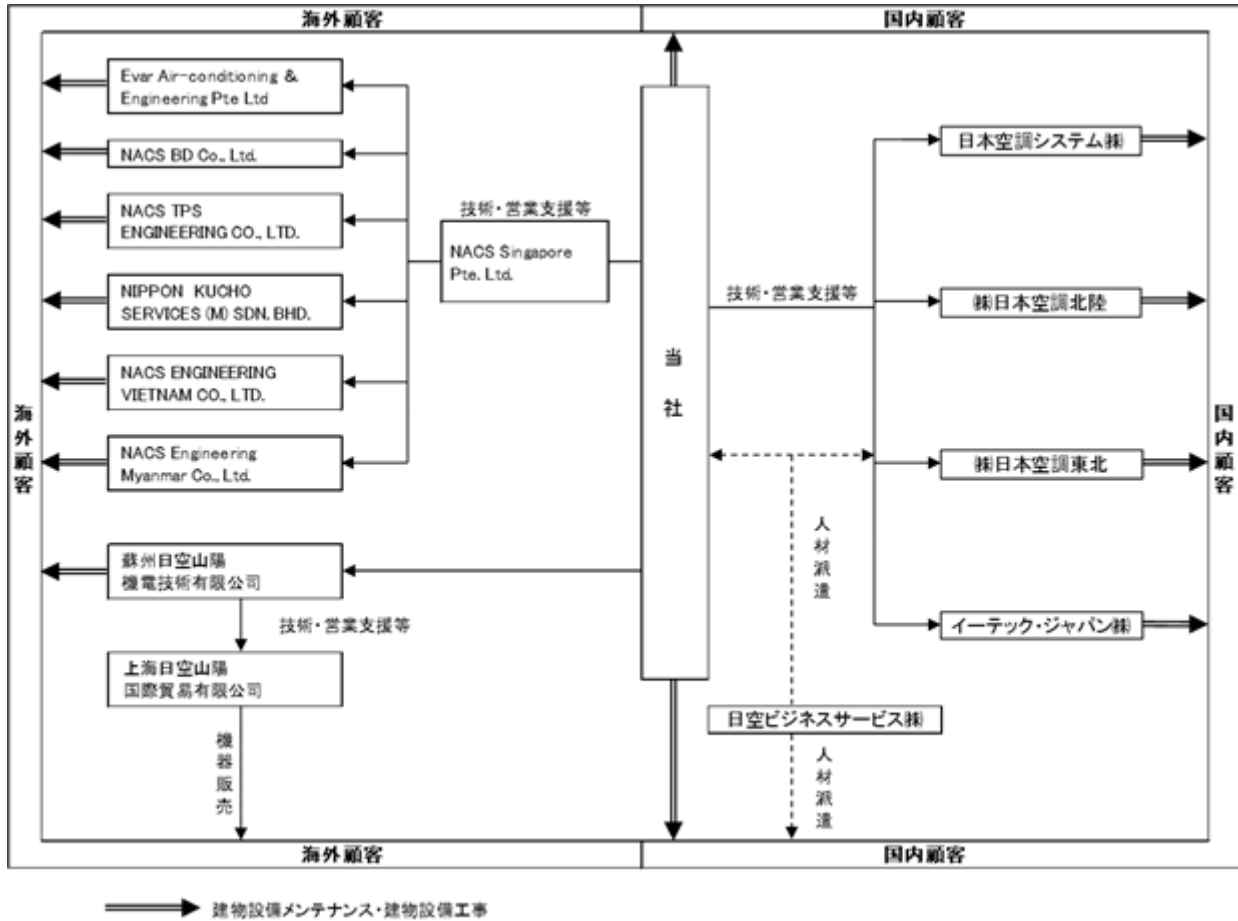 海外顧客
国内顧客
Evar Air-conditioning &
Engineering Pte Ltd
NACS BD Co., Ltd.
NACS TPS
ENGINEERING CO., LTD.
NIPPON KUCHO
SERVICES (M) SDN. BHD.
NACS ENGINEERING
VIETNAM CO., LTD.
NACS Engineering
Myanmar Co., Ltd.
蘇州日空山陽
機電技術有限公司
技術・営業支援等
上海日空山陽
国際貿易有限公司
機器販売
海外顧客
技術・営業支援等
NACS Singapore
Pte. Ltd.
当社
技術・営業支援等
日本空調システム㈱
㈱日本空調北陸
㈱日本空調東北
イーテック・ジャパン㈱
人材派遣
日空ビジネスサービス㈱
人材派遣
国内顧客
海外顧客
国内顧客
建物設備メンテナンス・建物設備工事